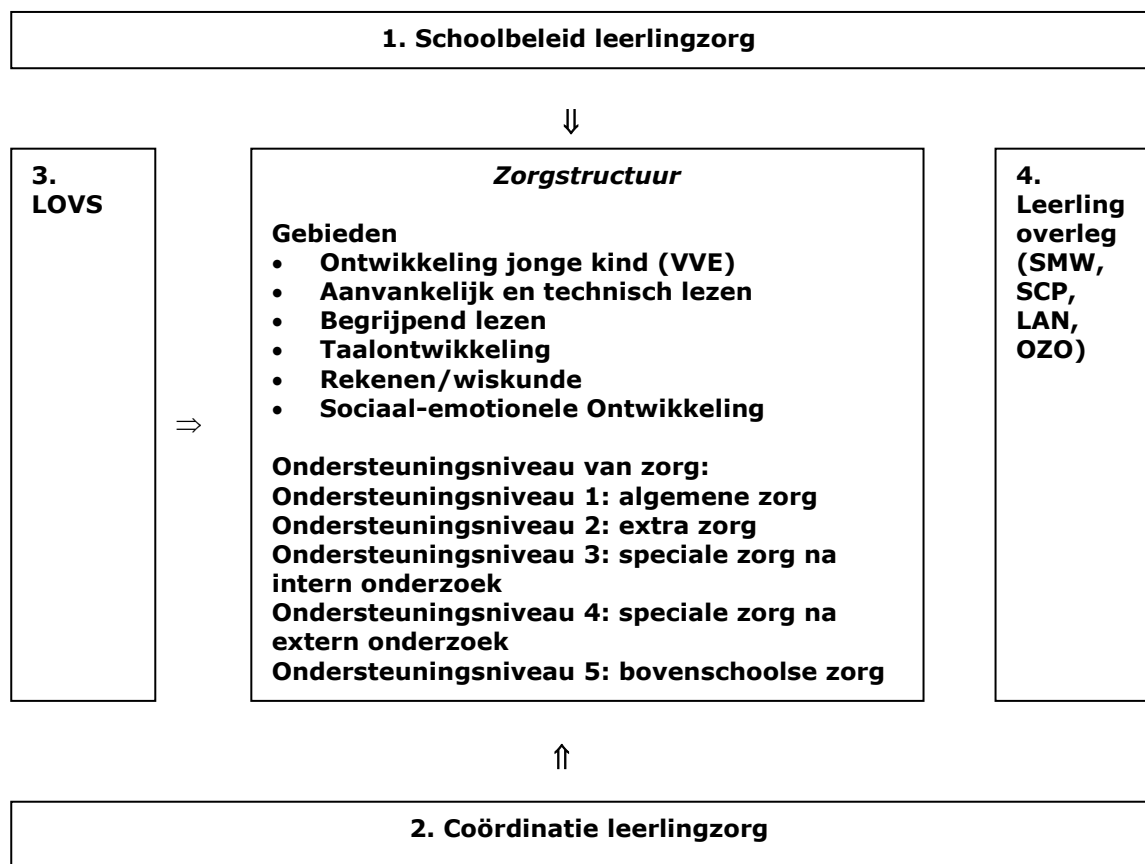 1. Schoolbeleid leerlingzorg
⇓
3.
LOVS
⇒
Zorgstructuur
Gebieden
• Ontwikkeling jonge kind (VVE)
• Aanvankelijk en technisch lezen
• Begrijpend lezen
• Taalontwikkeling
• Rekenen/wiskunde
• Sociaal-emotionele Ontwikkeling
Ondersteuningsniveau van zorg:
Ondersteuningsniveau 1: algemene zorg
Ondersteuningsniveau 2: extra zorg
Ondersteuningsniveau 3: speciale zorg na
intern onderzoek
Ondersteuningsniveau 4: speciale zorg na
extern onderzoek
Ondersteuningsniveau 5: bovenschoolse zorg
4.
Leerling
overleg
(SMW,
SCP,
LAN,
OZO)
⇑
2. Coördinatie leerlingzorg